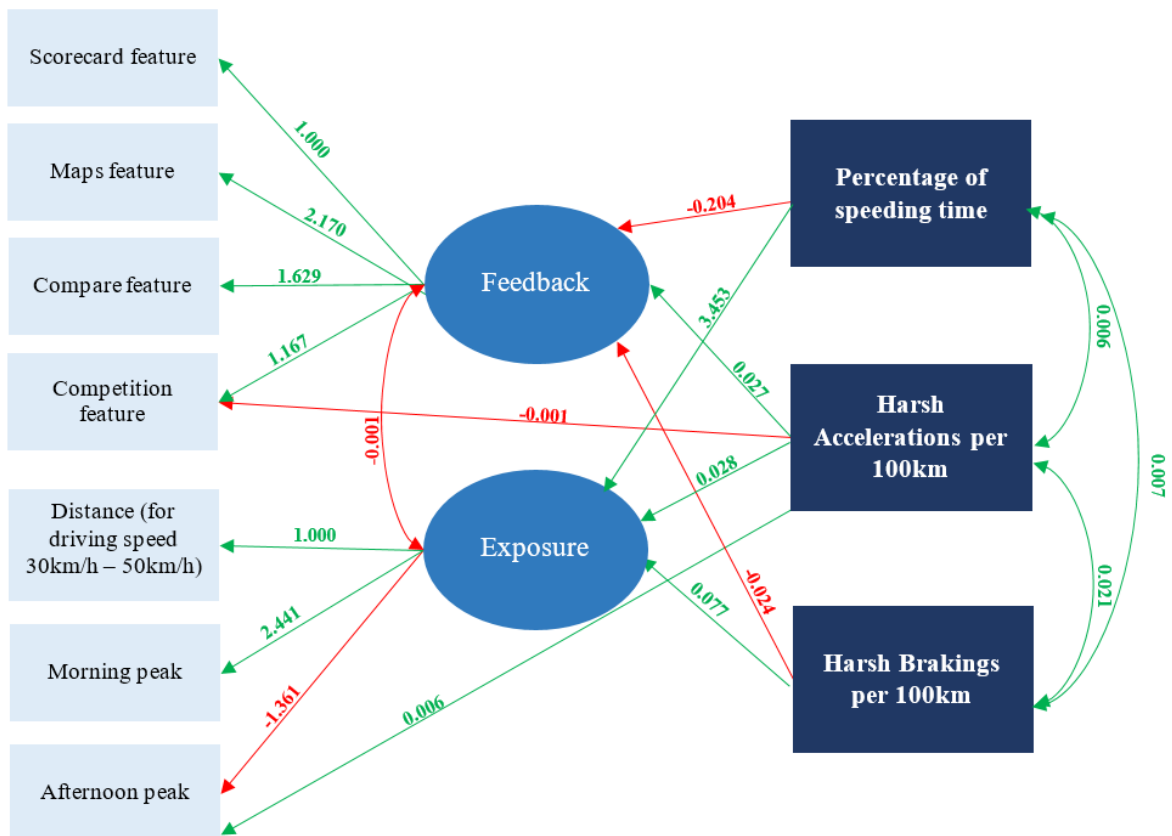 Scorecard feature
Maps feature
Compare feature
Competition
feature
Distance (for
driving speed
30km/h – 50km/h)
Morning peak
Afternoon peak
1.000
2.170
1.629
1.167
-0.001
1.000
2.441
-1.361
Feedback
Exposure
-0.204
3.453
0.027
-0.001
0.028
0.077
-0.024
0.006
Percentage of
speeding time
Harsh
Accelerations per
100km
Harsh Brakings
per 100km
0.006
0.007
0.021